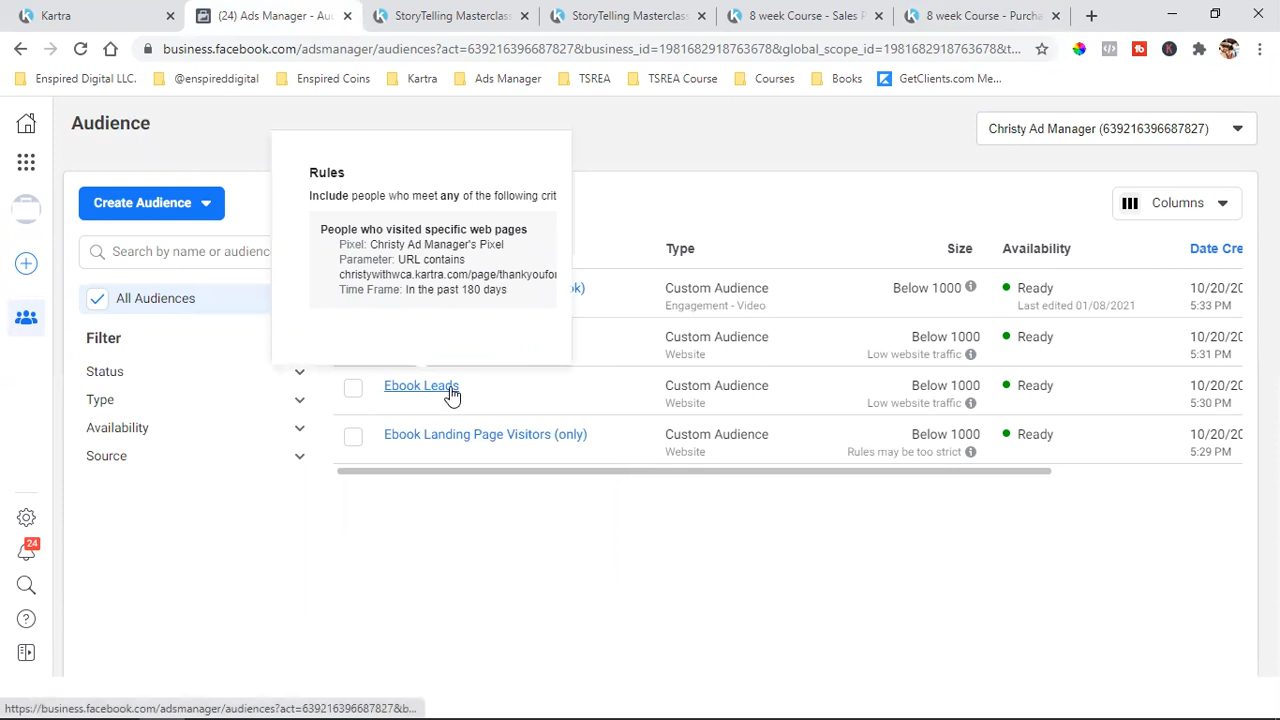 Kartra
(24) Ads Manager - Au
StoryTelling Masterclass
StoryTelling Masterclass
8 week Course - Sales P
8 week Course - Purcha
business.facebook.com/adsmanager/audiences?act=639216396687827&business_id=1981682918763678&global_scope_id=1981682918763678&t...
Enspired Digital LLC.
@enspireddigital
Enspired Coins
Kartra
Ads Manager
TSREA
TSREA Course
Courses
Books
GetClients.com Me...
Audience
Christy Ad Manager (639216396687827)
Create Audience
Columns
Search by name or audienc
All Audiences
Filter
Status
Type
Availability
Source
Rules
Include people who meet any of the following crit
People who visited specific web pages
Pixel: Christy Ad Manager's Pixel
Parameter: URL contains
christywithwca.kartra.com/page/thankyoufor
Time Frame: In the past 180 days
Type
Size
Availability
Date Cre
ok)
Custom Audience
Engagement - Video
Below 1000
Ready
Last edited 01/08/2021
10/20/20
5:33 PM
Custom Audience
Website
Below 1000
Low website traffic
Ready
10/20/20
5:31 PM
Ebook Leads
Custom Audience
Website
Below 1000
Low website traffic
Ready
10/20/20
5:30 PM
Ebook Landing Page Visitors (only)
Custom Audience
Website
Below 1000
Rules may be too strict
Ready
10/20/20
5:29 PM
24
https://business.facebook.com/adsmanager/audiences?act=639216396687827&b...